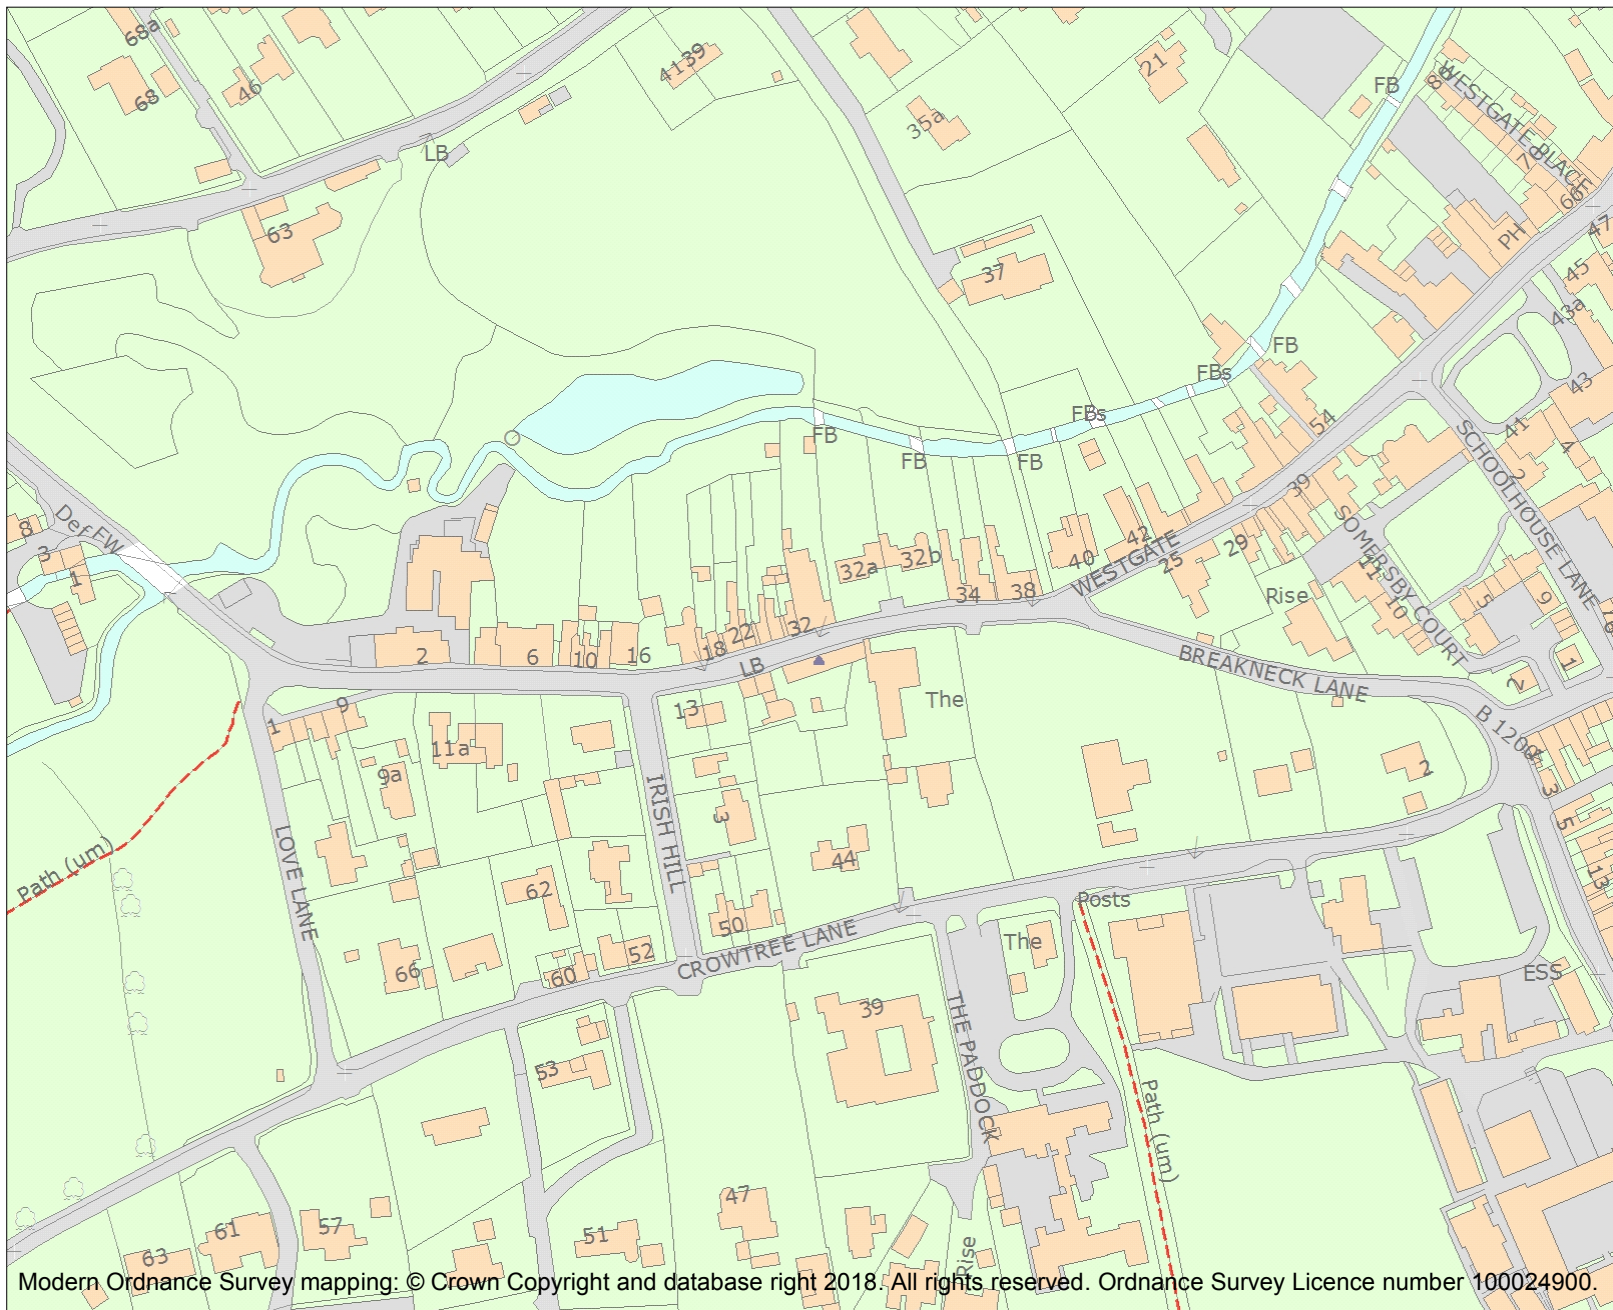 68a
4139
21
FB
80
WESTGATE PLACE
68
46
35a
70
LB
66
63
PH
47
37
45
43a
FB
FBs
43
FBs
54
41
FB
4
FB
FB
SCHOOLHOUSE LANE
2
39
SOMERSBY COURT
Def
FW
8
3
1
42
WESTGATE
40
25
29
11
32a
32b
34
38
Rise
10
5
9
16
2
6
10
16
18
22
32
LB
1
2
BREAKNECK LANE
The
B 1200
1
9
13
11a
9a
2
3
5
IRISH HILL
3
LOVE LANE
Path (um)
44
13
62
50
Posts
CROWTREE LANE
The
66
60
52
ESS
39
THE PADDOCK
53
Path (um)
47
61
57
51
63
Rise
Modern Ordnance Survey mapping: © Crown Copyright and database right 2018. All rights reserved. Ordnance Survey Licence number 100024900.